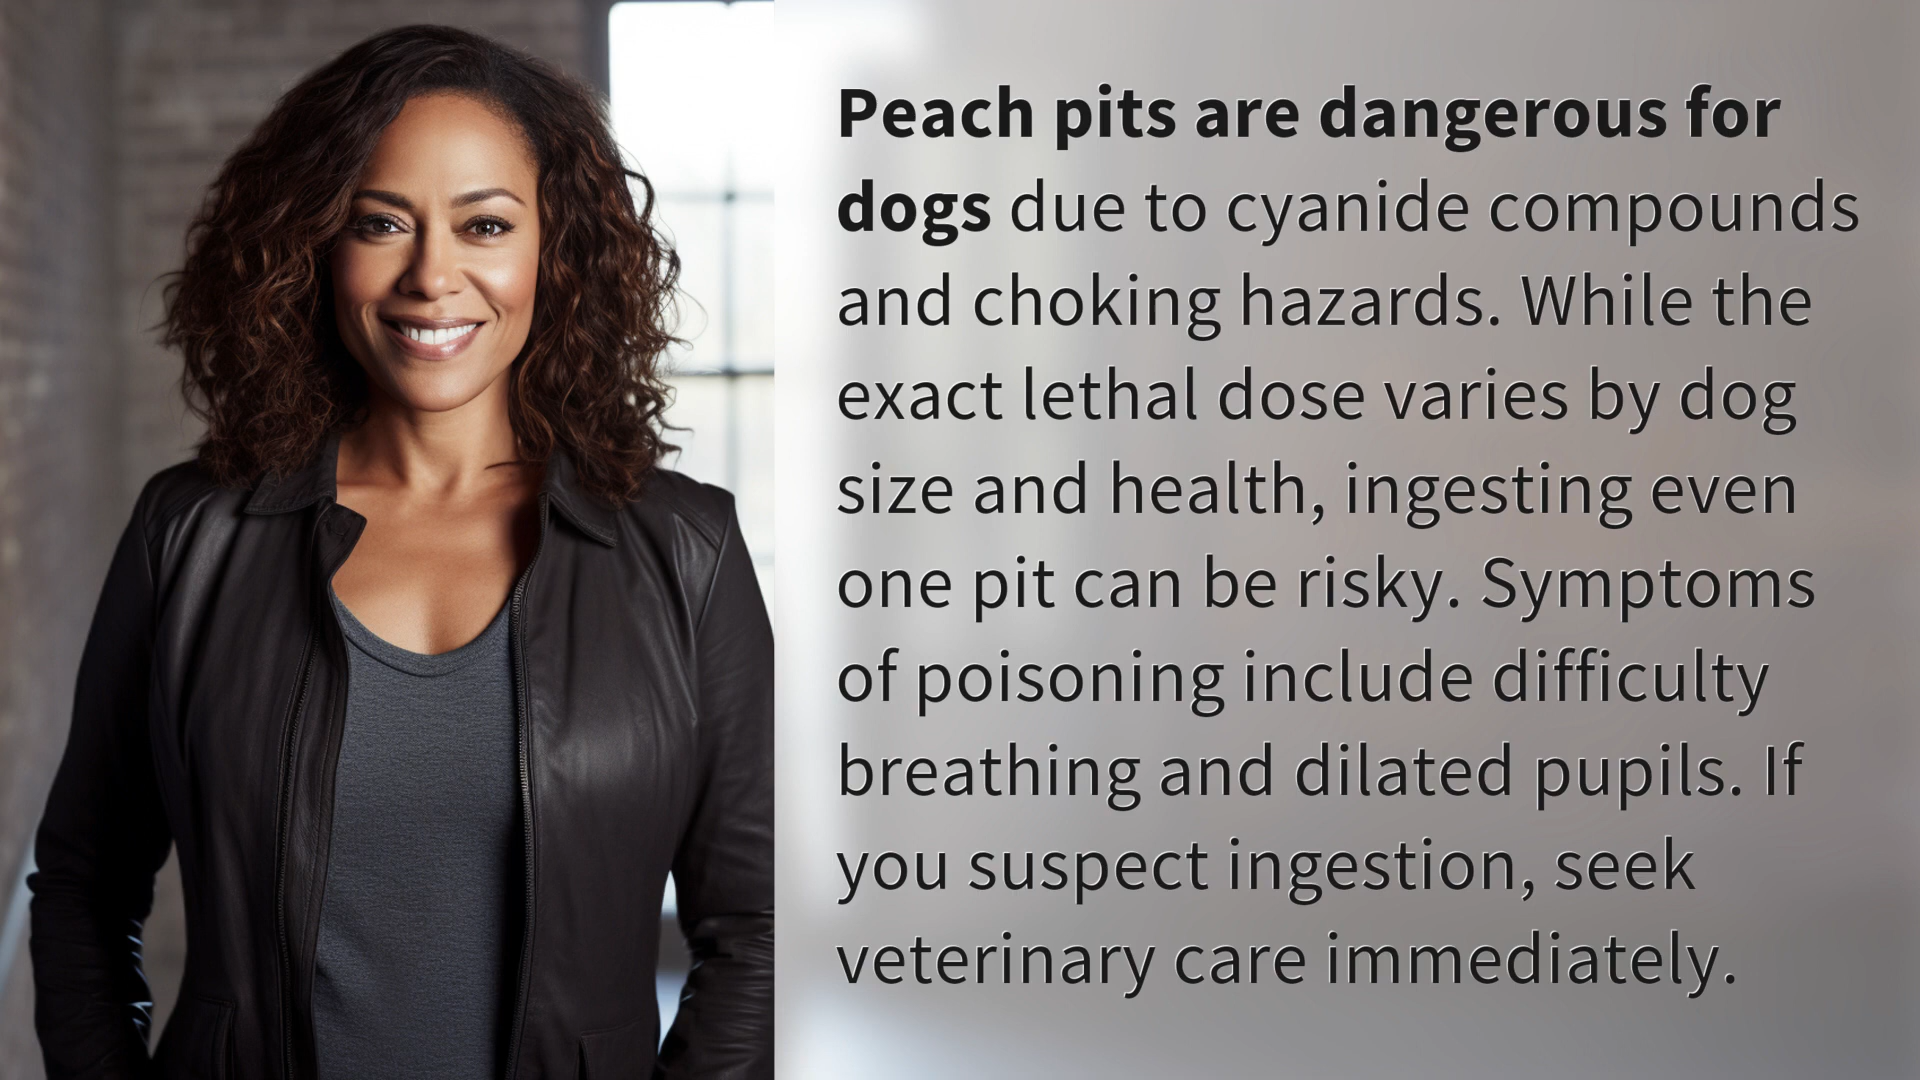 Peach pits are dangerous for
dogs due to cyanide compounds
and choking hazards. While the
exact lethal dose varies by dog
size and health, ingesting even
one pit can be risky. Symptoms
of poisoning include difficulty
breathing and dilated pupils. If
you suspect ingestion, seek
veterinary care immediately.